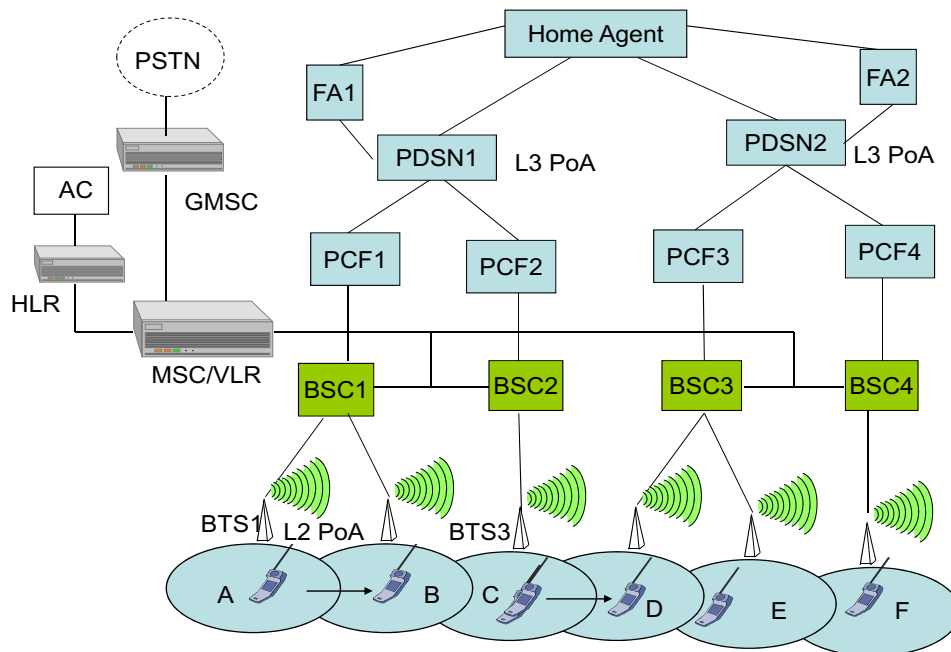 Home Agent
PSTN
FA1
FA2
PDSN1
L3 PoA
PDSN2
L3 PoA
AC
GMSC
PCF1
PCF2
PCF3
PCF4
HLR
MSC/VLR
BSC1
BSC2
BSC3
BSC4
BTS1
L2 PoA
BTS3
A
B
C
D
E
F